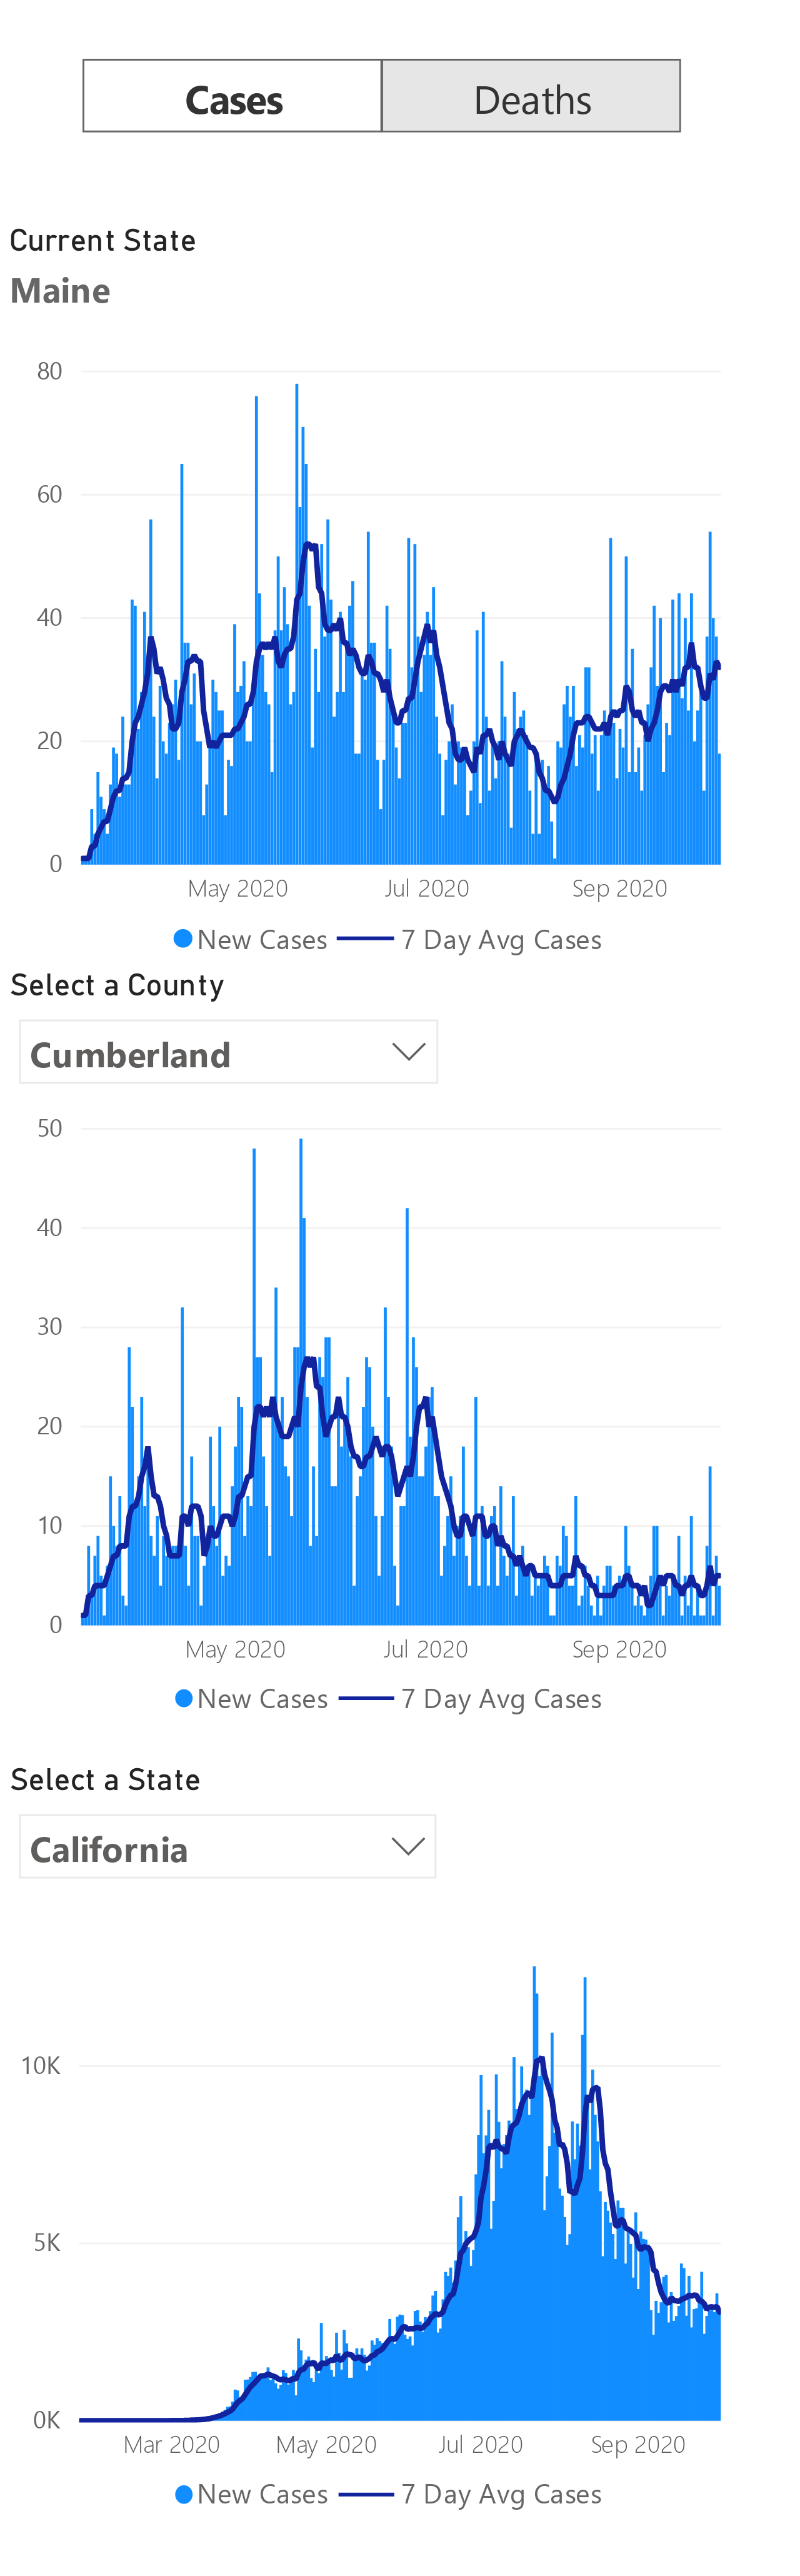 Cases Deaths
Current State
Maine
80
60
40
20
0
May 2020 Jul 2020 Sep 2020
New Cases 7 Day Avg Cases
Select a County
Cumberland
50
40
30
20
10
0
May 2020 Jul 2020 Sep 2020
New Cases 7 Day Avg Cases
Select a State
California
10K
5K
0K
Mar 2020 May 2020 Jul 2020 Sep 2020
New Cases 7 Day Avg Cases